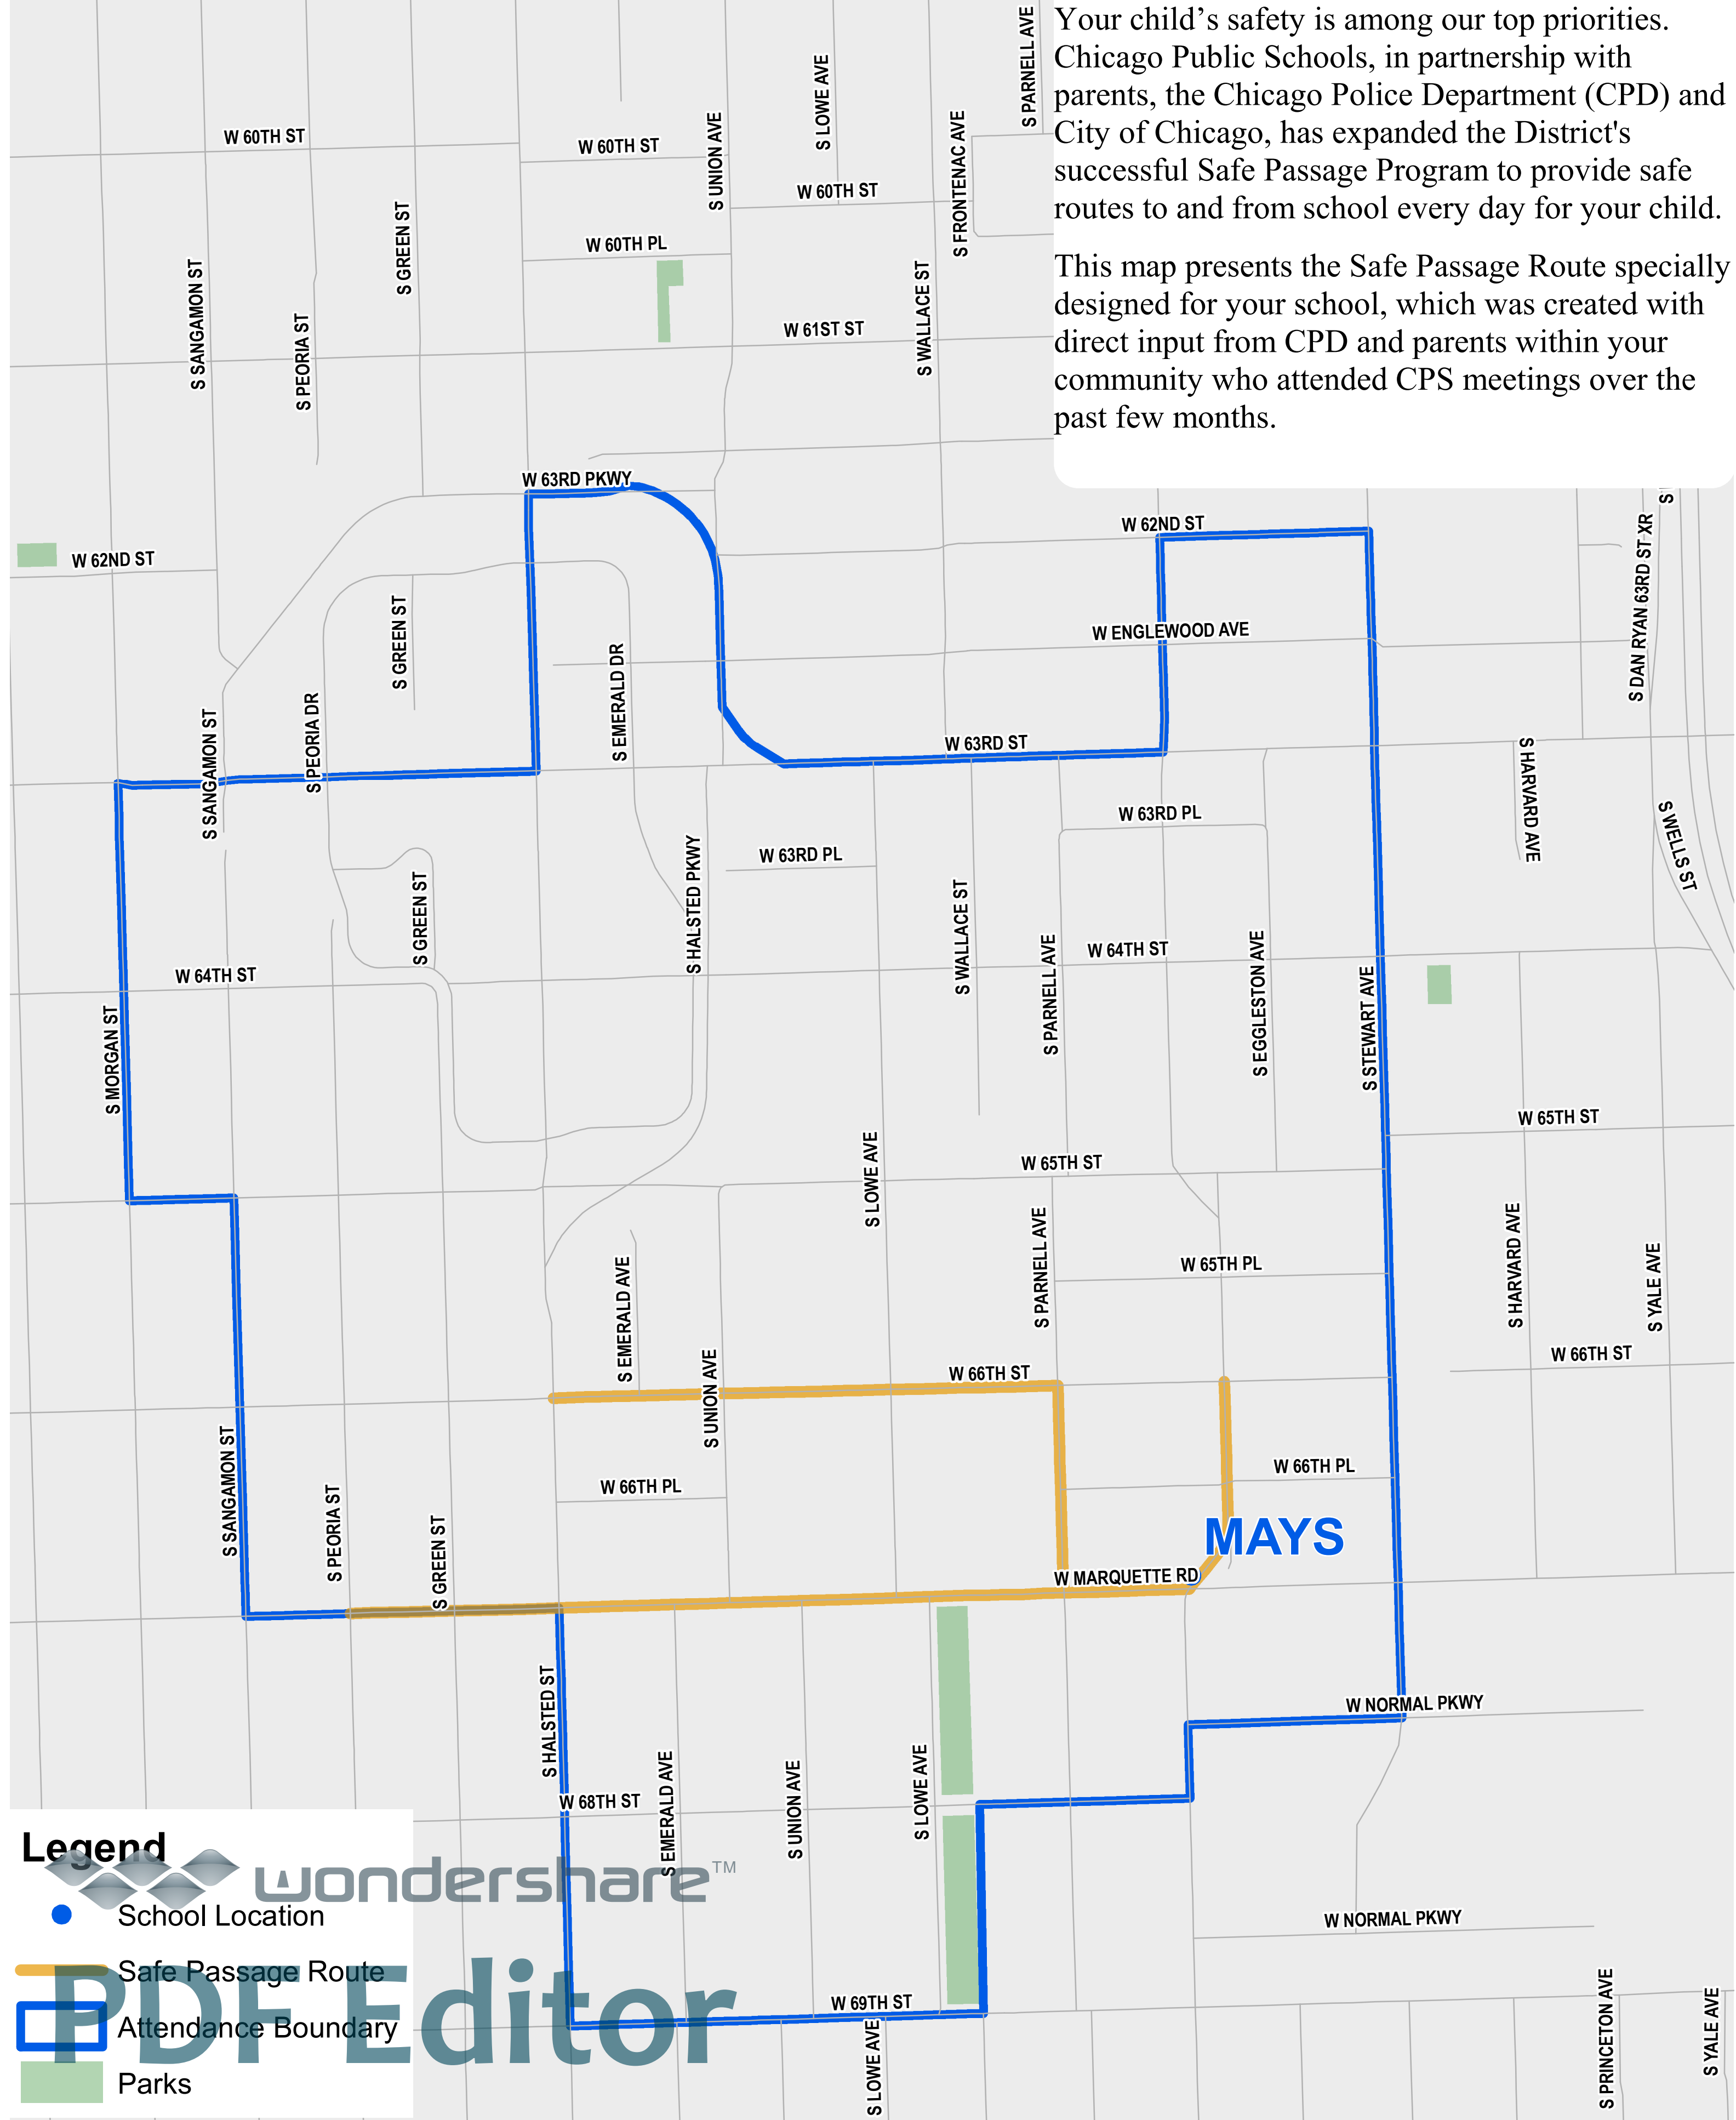 Your child’s safety is among our top priorities.
Chicago Public Schools, in partnership with
parents, the Chicago Police Department (CPD) and
City of Chicago, has expanded the District's
successful Safe Passage Program to provide safe
routes to and from school every day for your child.
This map presents the Safe Passage Route specially
designed for your school, which was created with
direct input from CPD and parents within your
community who attended CPS meetings over the
past few months.
S PARNELL AVE
S LOWE AVE
S UNION AVE
S FRONTENAC AVE
W 60TH ST
W 60TH ST
W 60TH ST
S GREEN ST
W 60TH PL
S SANGAMON ST
S PEORIA ST
S WALLACE ST
W 61ST ST
W 63RD PKWY
W 62ND ST
W 62ND ST
S DAN RYAN 63RD ST XR
S GREEN ST
W ENGLEWOOD AVE
S EMERALD DR
S PEORIA DR
S SANGAMON ST
W 63RD ST
S HARVARD AVE
S WELLS ST
W 63RD PL
W 63RD PL
S HALSTED PKWY
S GREEN ST
S WALLACE ST
S PARNELL AVE
W 64TH ST
S EGGLESTON AVE
S STEWART AVE
W 64TH ST
S MORGAN ST
W 65TH ST
W 65TH ST
S LOWE AVE
S PARNELL AVE
S HARVARD AVE
S YALE AVE
W 65TH PL
S EMERALD AVE
S UNION AVE
W 66TH ST
W 66TH ST
S SANGAMON ST
S PEORIA ST
S GREEN ST
W 66TH PL
W 66TH PL
MAYS
W MARQUETTE RD
S HALSTED ST
W NORMAL PKWY
W 68TH ST
S EMERALD AVE
S UNION AVE
S LOWE AVE
W NORMAL PKWY
W 69TH ST
S LOWE AVE
S PRINCETON AVE
S YALE AVE
Legend
School Location
Safe Passage Route
Attendance Boundary
Parks
wondershare™
PDF Editor